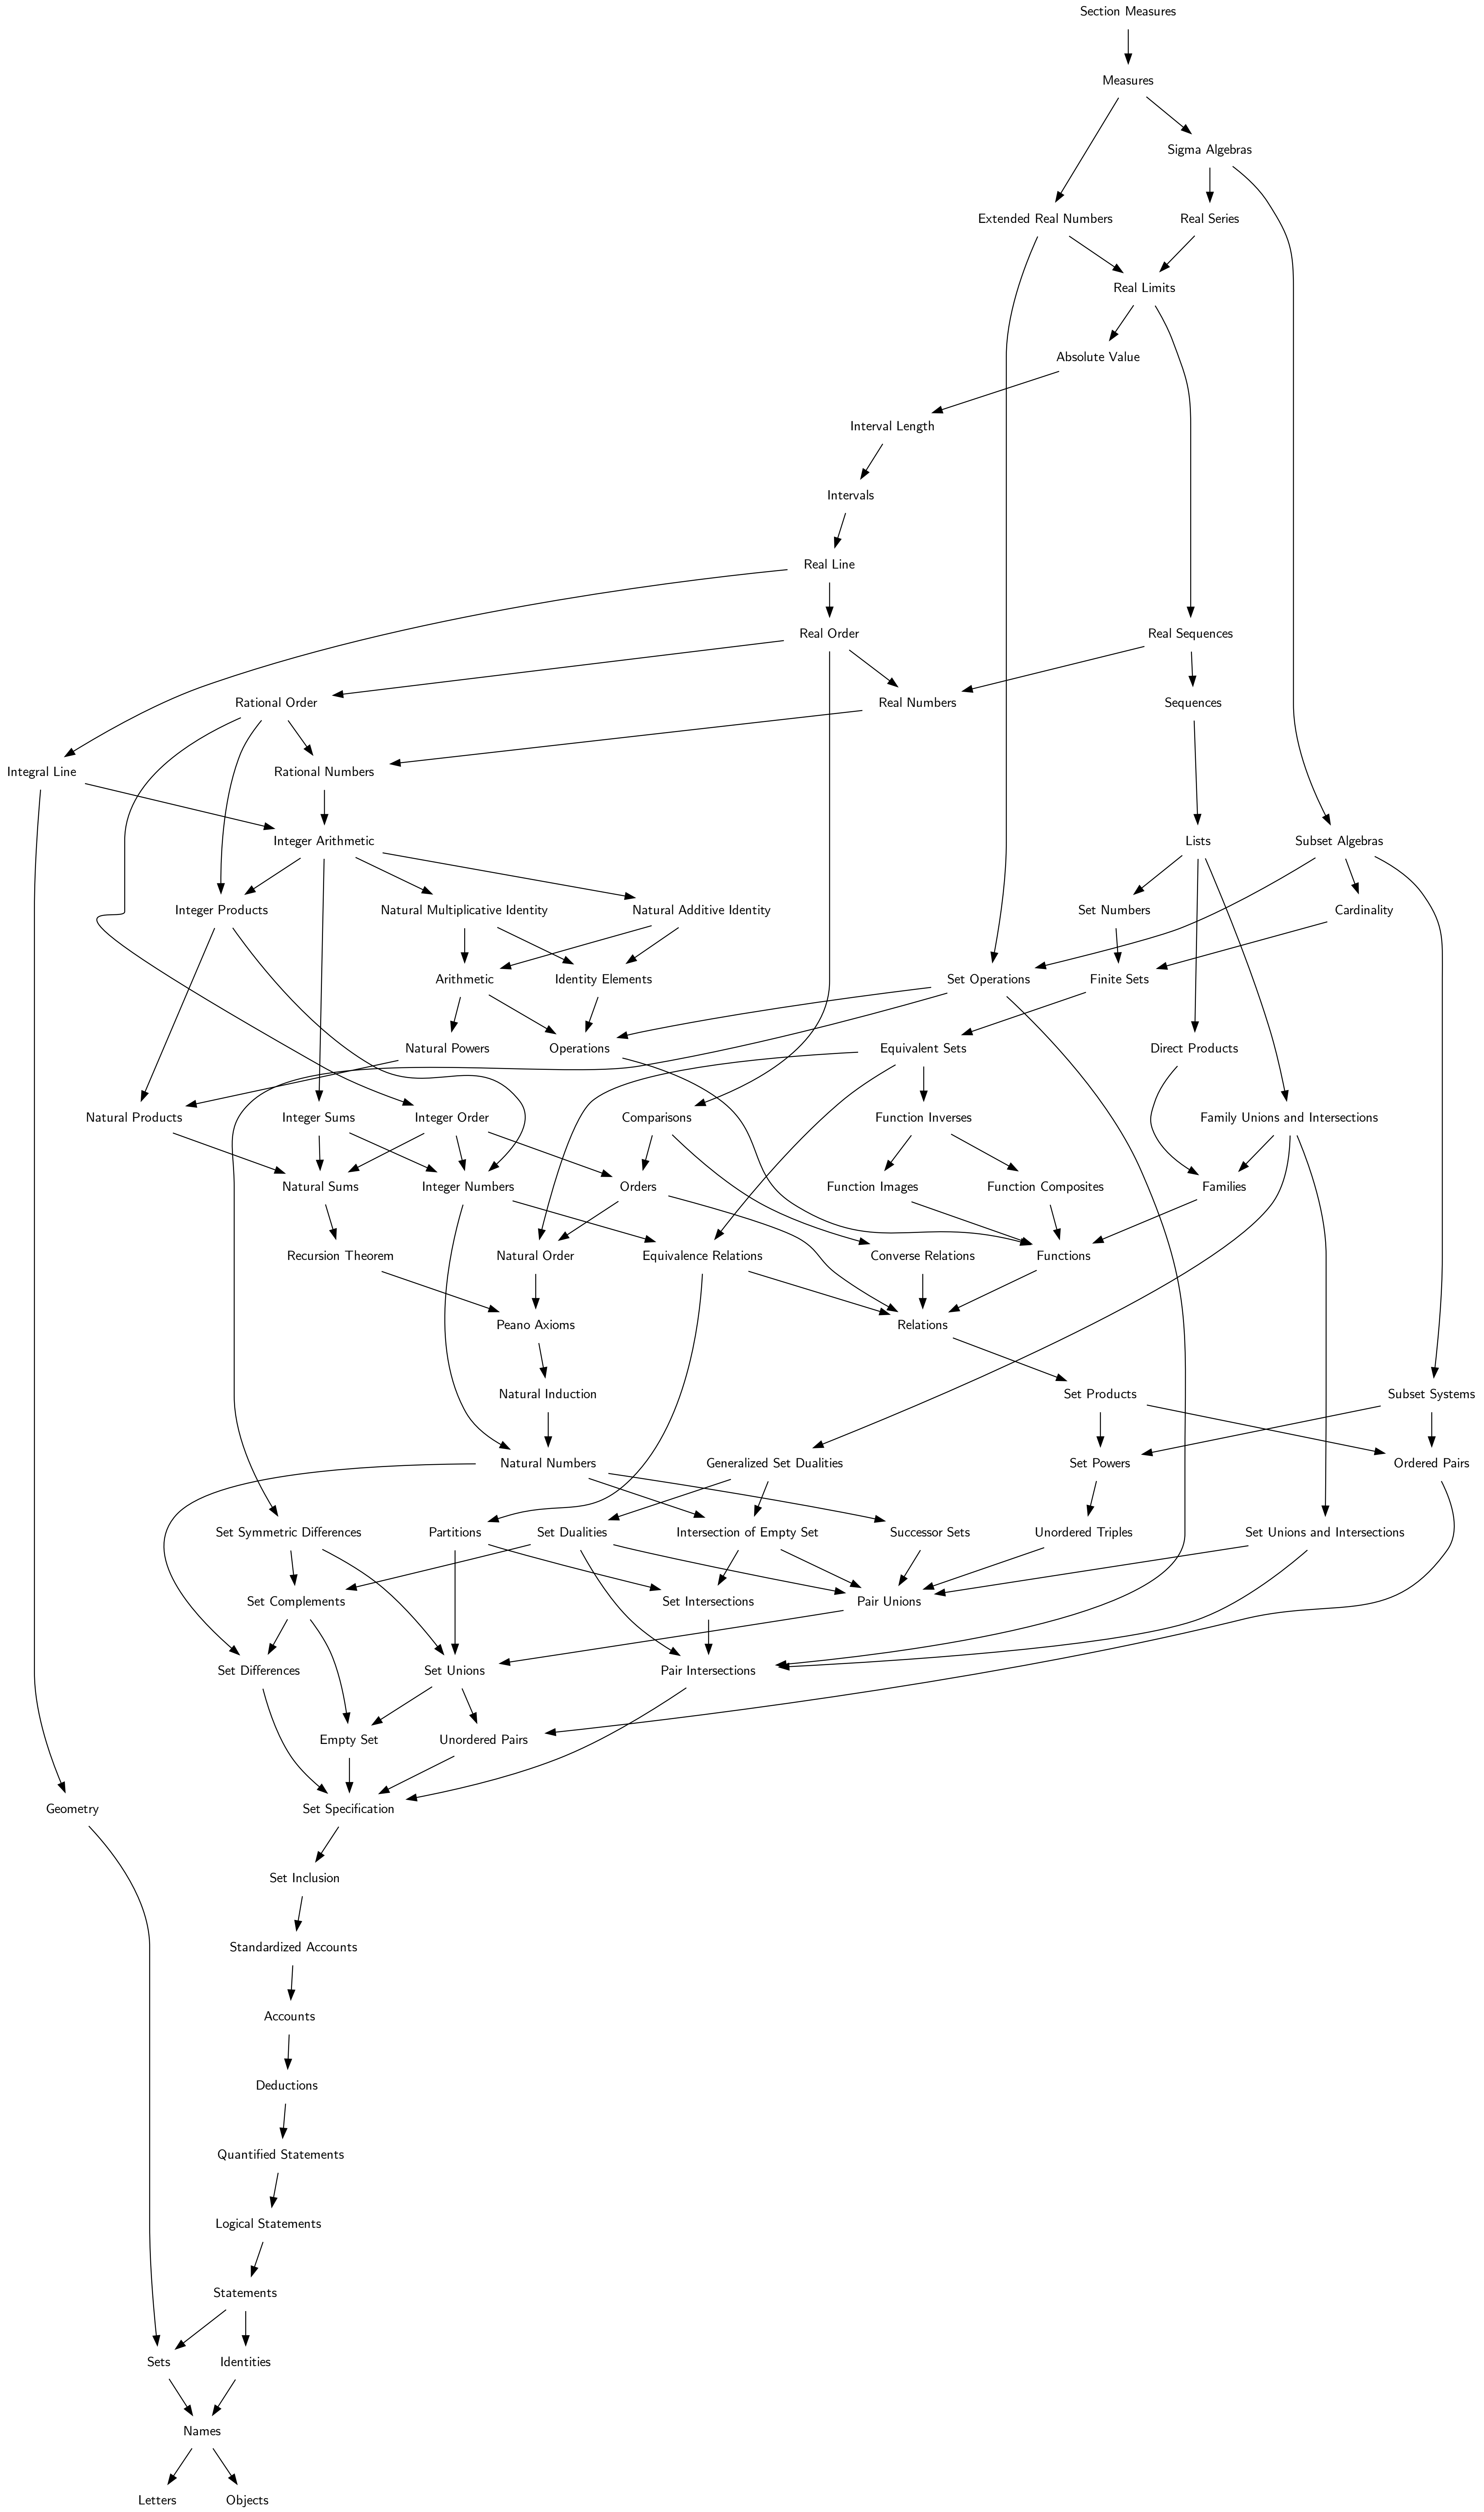 Section Measures
Measures
Sigma Algebras
Extended Real Numbers
Real Series
Real Limits
Absolute Value
Interval Length
Intervals
Real Line
Real Order
Real Sequences
Rational Order
Real Numbers
Sequences
Integral Line
Rational Numbers
Integer Arithmetic
Lists
Subset Algebras
Integer Products
Natural Multiplicative Identity
Natural Additive Identity
Set Numbers
Cardinality
Arithmetic
Identity Elements
Set Operations
Finite Sets
Natural Powers
Operations
Equivalent Sets
Direct Products
Natural Products
Integer Sums
Integer Order
Comparisons
Function Inverses
Family Unions and Intersections
Natural Sums
Integer Numbers
Orders
Function Images
Function Composites
Families
Recursion Theorem
Natural Order
Equivalence Relations
Converse Relations
Functions
Peano Axioms
Relations
Natural Induction
Set Products
Subset Systems
Natural Numbers
Generalized Set Dualities
Set Powers
Ordered Pairs
Set Symmetric Differences
Partitions
Set Dualities
Intersection of Empty Set
Successor Sets
Unordered Triples
Set Unions and Intersections
Set Complements
Set Intersections
Pair Unions
Set Differences
Set Unions
Pair Intersections
Empty Set
Unordered Pairs
Geometry
Set Specification
Set Inclusion
Standardized Accounts
Accounts
Deductions
Quantified Statements
Logical Statements
Statements
Sets
Identities
Names
Letters
Objects